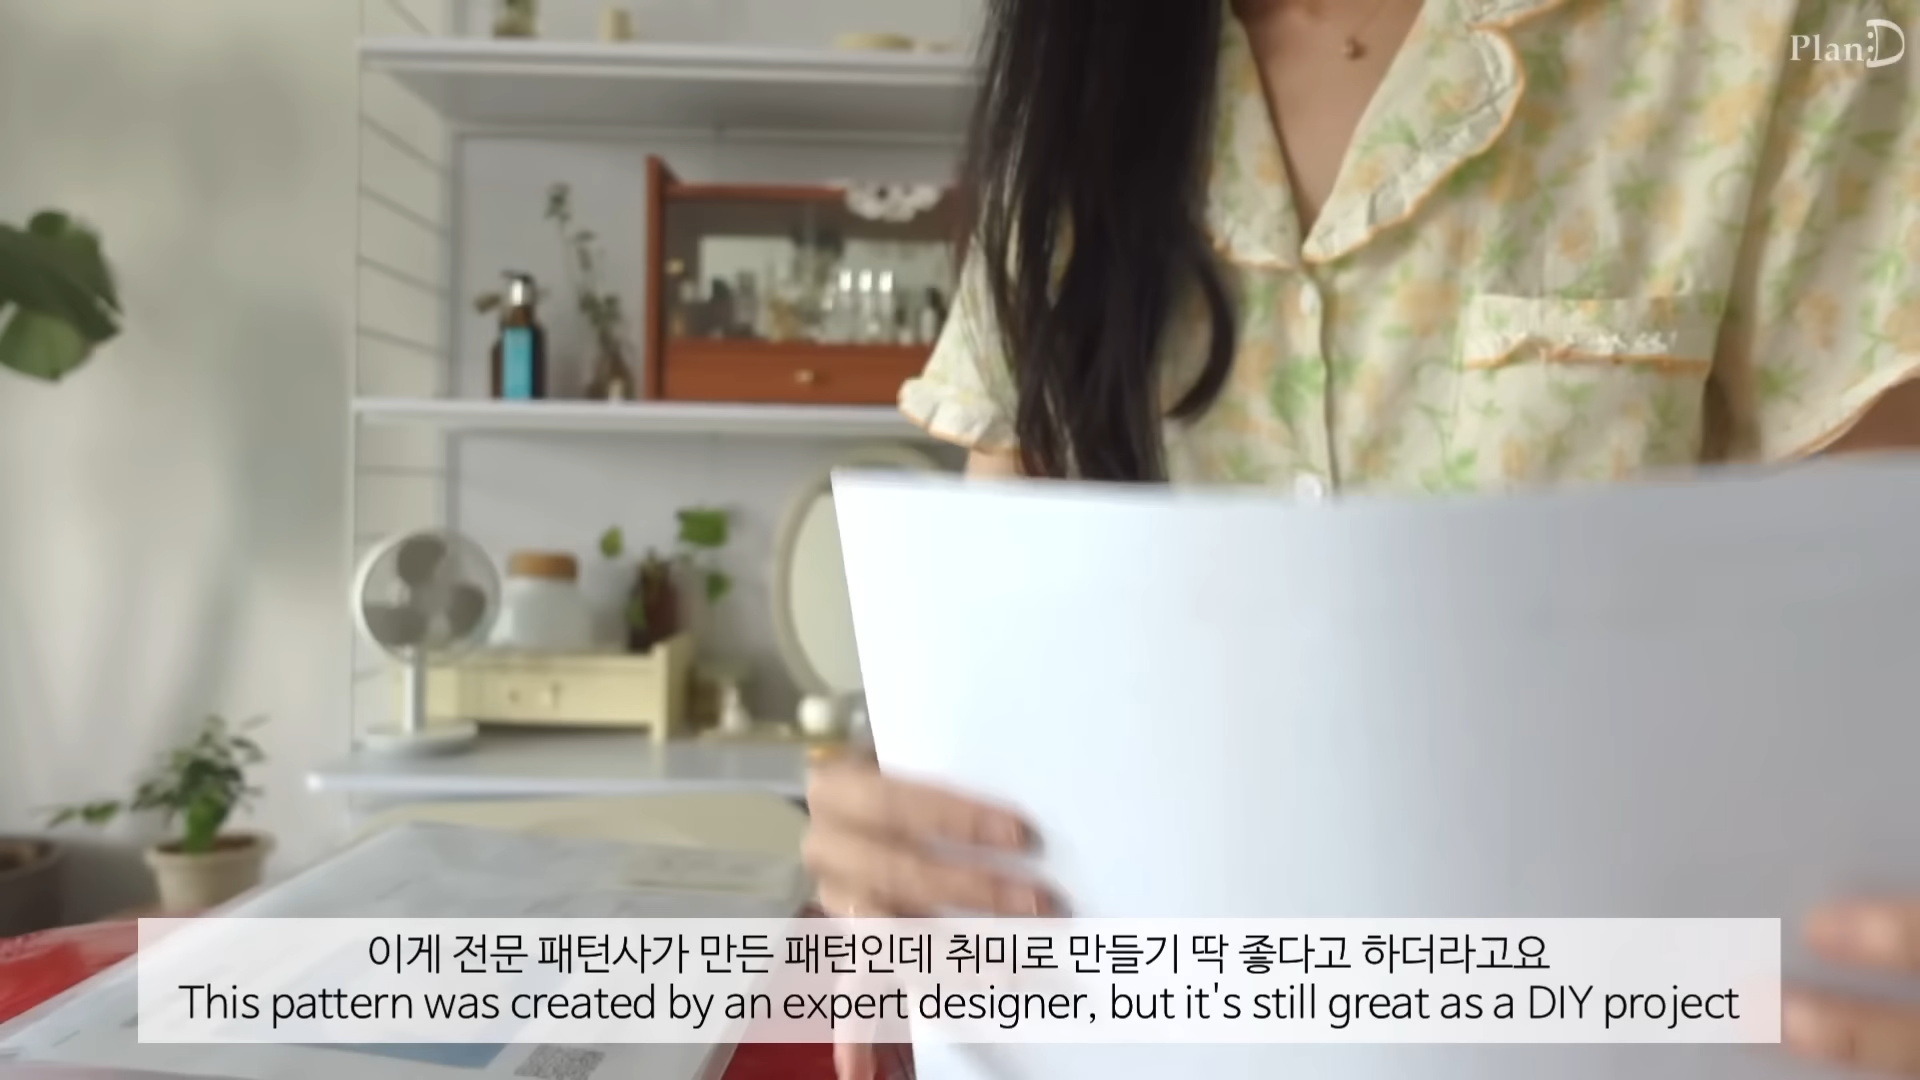 Plan:D
이게 전문 패턴사가 만든 패턴인데 취미로 만들기 딱 좋다고 하더라고요
This pattern was created by an expert designer, but it's still great as a DIY project